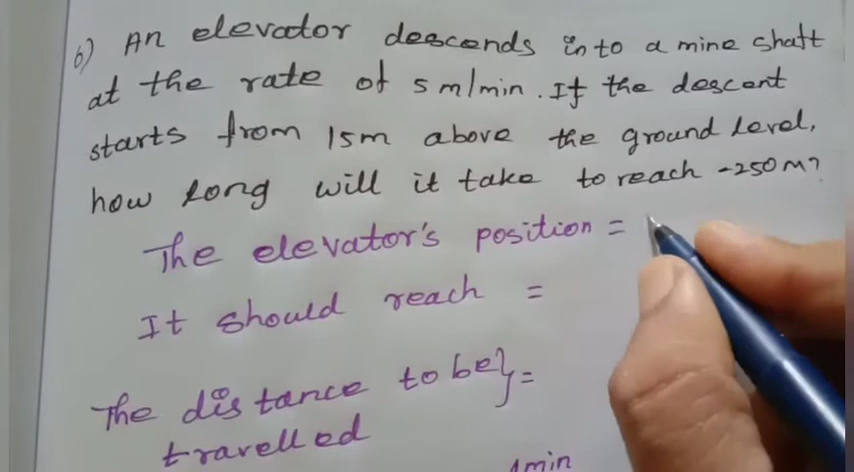 6) An elevator descends into a mine shaft
at the rate of 5 m/min. If the descent
starts from 15m above the ground level,
how long will it take to reach -250 m?
The elevator's position =
It should reach =
The distance to be} =
travelled
1min